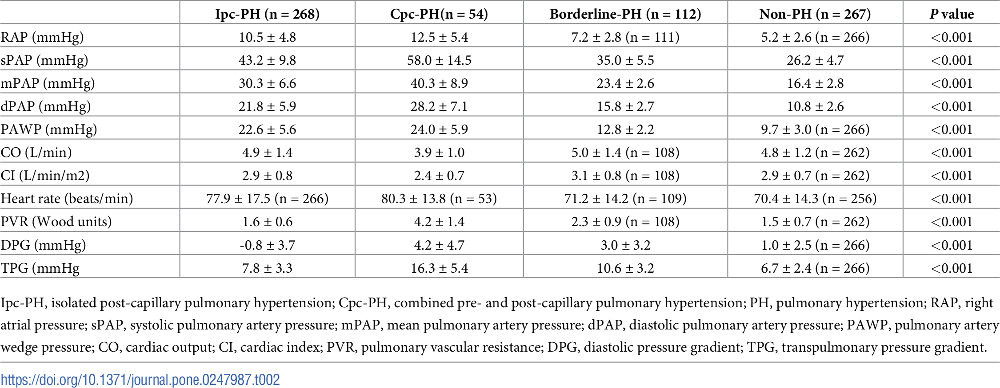 Ipc-PH (n = 268) Cpc-PH(n = 54) Borderline-PH (n = 112) Non-PH (n = 267) P value
RAP (mmHg) 10.5 ± 4.8 12.5 ± 5.4 7.2 ± 2.8 (n = 111) 5.2 ± 2.6 (n = 266) <0.001
sPAP (mmHg) 43.2 ± 9.8 58.0 ± 14.5 35.0 ± 5.5 26.2 ± 4.7 <0.001
mPAP (mmHg) 30.3 ± 6.6 40.3 ± 8.9 23.4 ± 2.6 16.4 ± 2.8 <0.001
dPAP (mmHg) 21.8 ± 5.9 28.2 ± 7.1 15.8 ± 2.7 10.8 ± 2.6 <0.001
PAWP (mmHg) 22.6 ± 5.6 24.0 ± 5.9 12.8 ± 2.2 9.7 ± 3.0 (n = 266) <0.001
CO (L/min) 4.9 ± 1.4 3.9 ± 1.0 5.0 ± 1.4 (n = 108) 4.8 ± 1.2 (n = 262) <0.001
CI (L/min/m2) 2.9 ± 0.8 2.4 ± 0.7 3.1 ± 0.8 (n = 108) 2.9 ± 0.7 (n = 262) <0.001
Heart rate (beats/min) 77.9 ± 17.5 (n = 266) 80.3 ± 13.8 (n = 53) 71.2 ± 14.2 (n = 109) 70.4 ± 14.3 (n = 256) <0.001
PVR (Wood units) 1.6 ± 0.6 4.2 ± 1.4 2.3 ± 0.9 (n = 108) 1.5 ± 0.7 (n = 262) <0.001
DPG (mmHg) -0.8 ± 3.7 4.2 ± 4.7 3.0 ± 3.2 1.0 ± 2.5 (n = 266) <0.001
TPG (mmHg 7.8 ± 3.3 16.3 ± 5.4 10.6 ± 3.2 6.7 ± 2.4 (n = 266) <0.001
Ipc-PH, isolated post-capillary pulmonary hypertension; Cpc-PH, combined pre- and post-capillary pulmonary hypertension; PH, pulmonary hypertension; RAP, right
atrial pressure; sPAP, systolic pulmonary artery pressure; mPAP, mean pulmonary artery pressure; dPAP, diastolic pulmonary artery pressure; PAWP, pulmonary artery
wedge pressure; CO, cardiac output; CI, cardiac index; PVR, pulmonary vascular resistance; DPG, diastolic pressure gradient; TPG, transpulmonary pressure gradient.
https://doi.org/10.1371/journal.pone.0247987.t002